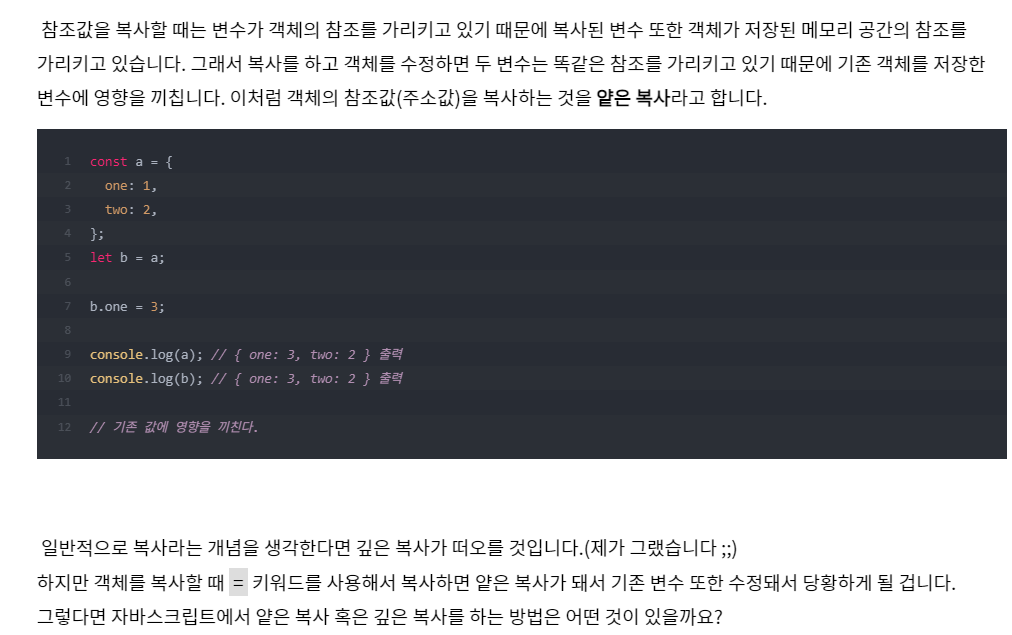 참조값을 복사할 때는 변수가 객체의 참조를 가리키고 있기 때문에 복사된 변수 또한 객체가 저장된 메모리 공간의 참조를
가리키고 있습니다. 그래서 복사를 하고 객체를 수정하면 두 변수는 똑같은 참조를 가리키고 있기 때문에 기존 객체를 저장한
변수에 영향을 끼칩니다. 이처럼 객체의 참조값(주소값)을 복사하는 것을 얕은 복사라고 합니다.
1 const a = {
2 one: 1,
3 two: 2,
4 };
5 let b = a;
6
7 b.one = 3;
8
9 console.log(a); // { one: 3, two: 2 } 출력
10 console.log(b); // { one: 3, two: 2 } 출력
11
12 // 기존 값에 영향을 끼친다.
일반적으로 복사라는 개념을 생각한다면 깊은 복사가 떠오를 것입니다.(제가 그랬습니다 ;;)
하지만 객체를 복사할 때 = 키워드를 사용해서 복사하면 얕은 복사가 돼서 기존 변수 또한 수정돼서 당황하게 될 겁니다.
그렇다면 자바스크립트에서 얕은 복사 혹은 깊은 복사를 하는 방법은 어떤 것이 있을까요?